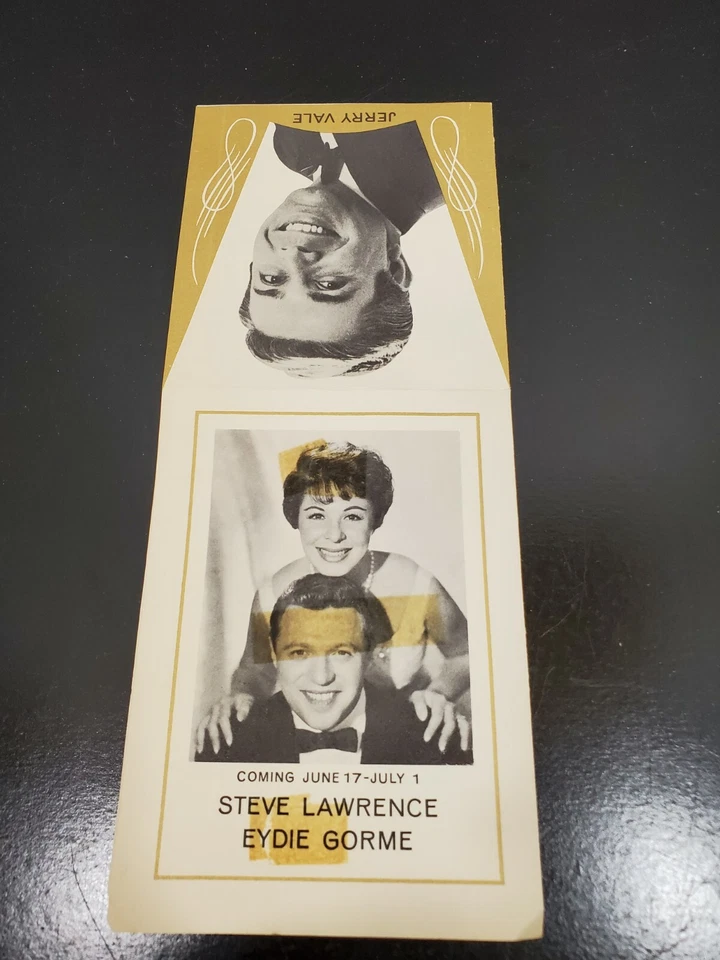 JERRY VALE
COMING JUNE 17-JULY 1
STEVE LAWRENCE
EYDIE GORME